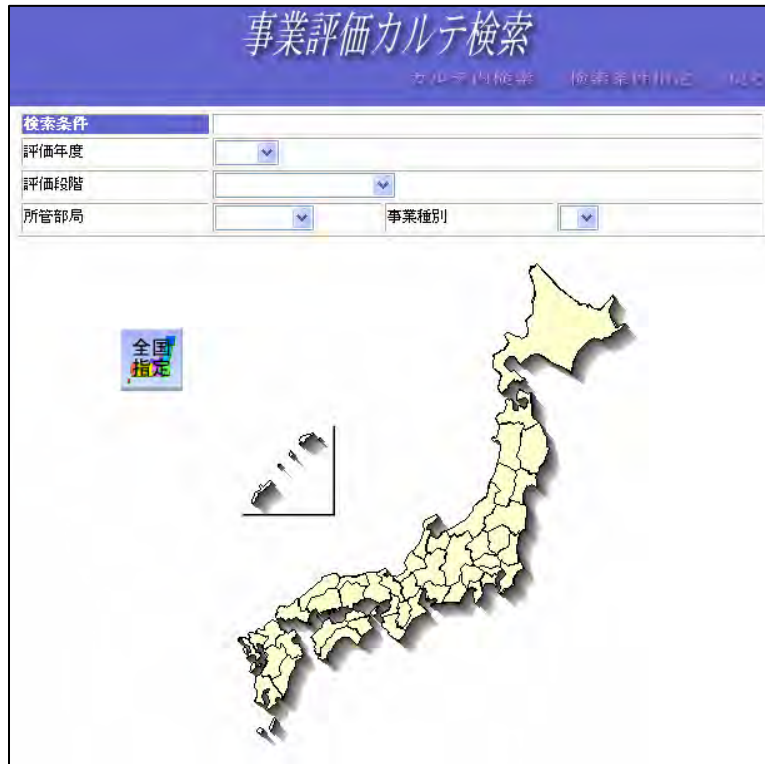 事業評価カルテ検索
カルテ内検索 検索条件指定
検索条件
評価年度
評価段階
所管部局 事業種別
全国
指定